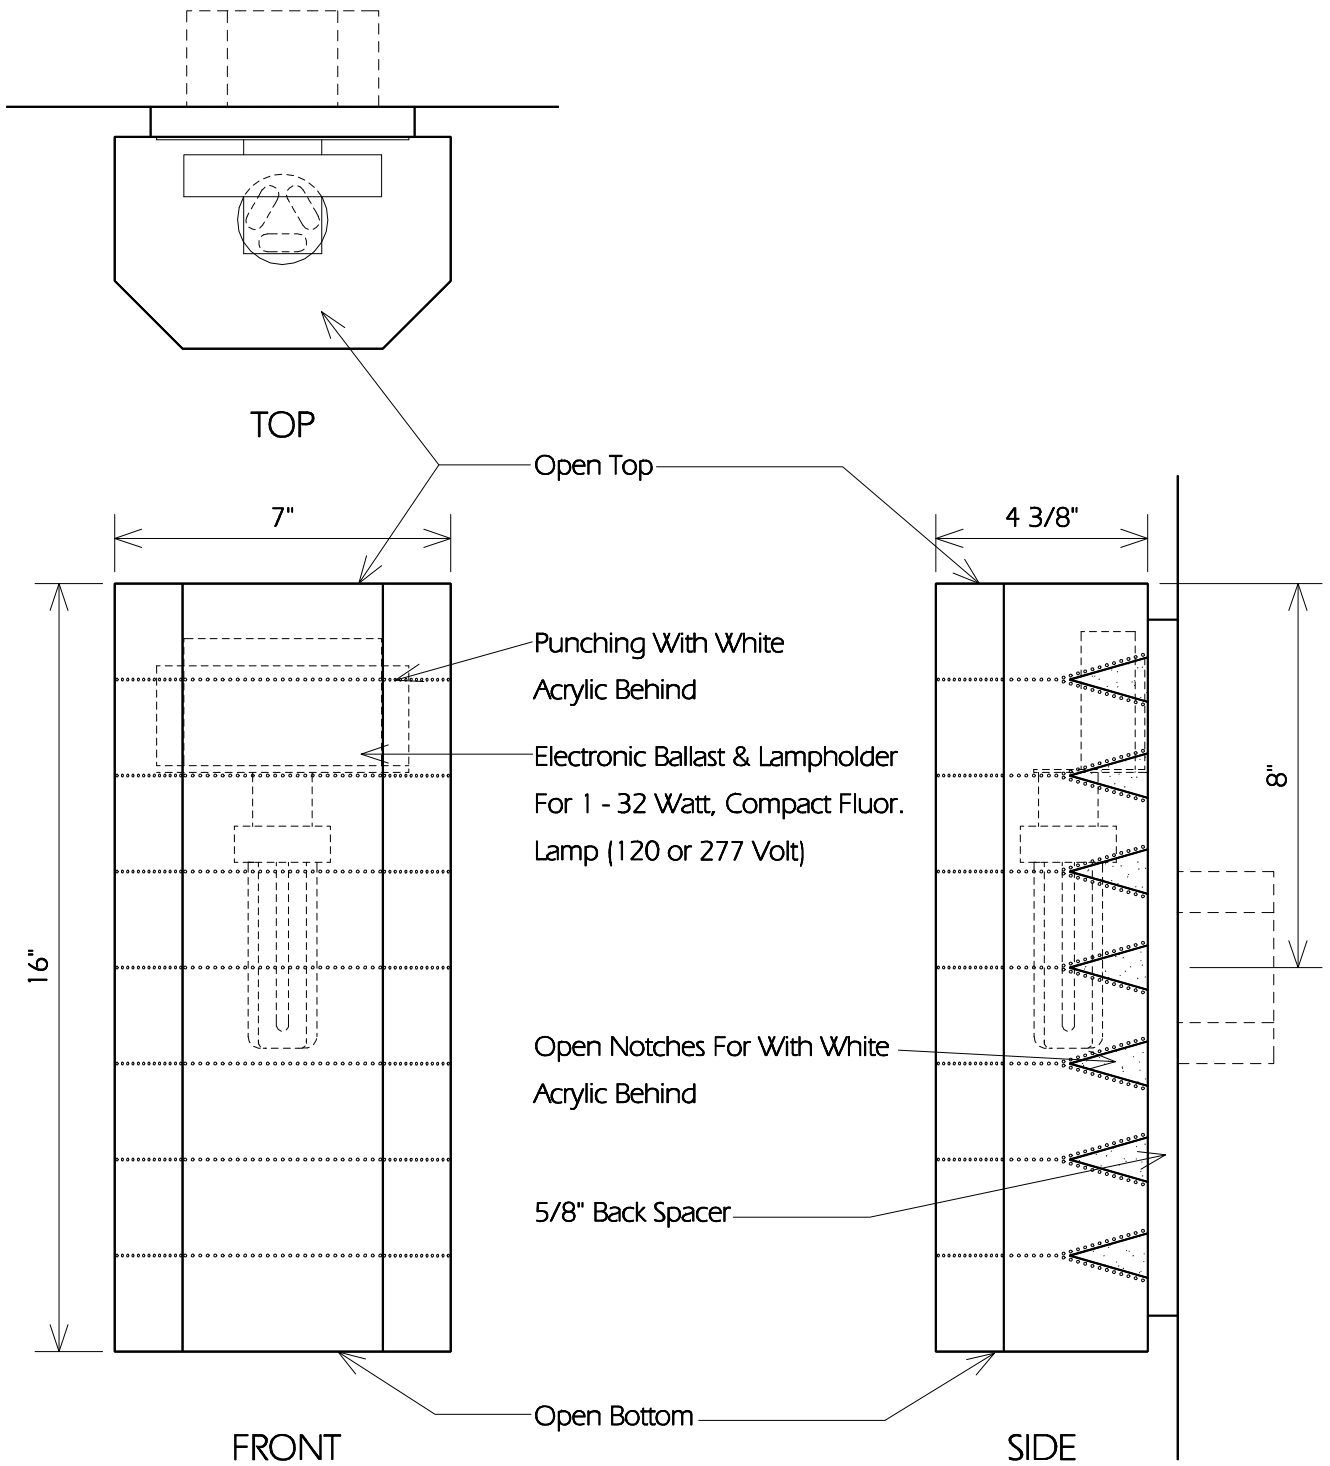 TOP
Open Top
7"
4 3/8"
Punching With White
Acrylic Behind
Electronic Ballast & Lampholder
For 1 - 32 Watt, Compact Fluor.
Lamp (120 or 277 Volt)
8"
16"
Open Notches For With White
Acrylic Behind
5/8" Back Spacer
Open Bottom
FRONT
SIDE